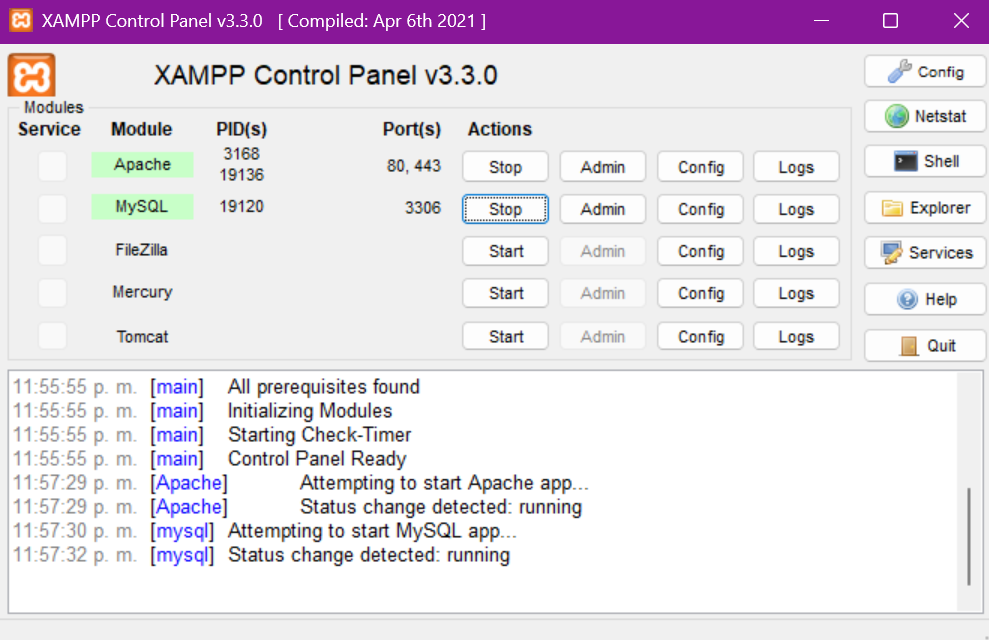 XAMPP Control Panel v3.3.0 [ Compiled: Apr 6th 2021 ]
XAMPP Control Panel v3.3.0
Config
Modules
Service Module PID(s) Port(s) Actions
Netstat
Apache 3168 19136 80, 443 Stop Admin Config Logs
Shell
MySQL 19120 3306 Stop Admin Config Logs
Explorer
FileZilla Start Admin Config Logs
Services
Mercury Start Admin Config Logs
Help
Tomcat Start Admin Config Logs
Quit
11:55:55 p. m. [main] All prerequisites found
11:55:55 p. m. [main] Initializing Modules
11:55:55 p. m. [main] Starting Check-Timer
11:55:55 p. m. [main] Control Panel Ready
11:57:29 p. m. [Apache] Attempting to start Apache app...
11:57:29 p. m. [Apache] Status change detected: running
11:57:30 p. m. [mysql] Attempting to start MySQL app...
11:57:32 p. m. [mysql] Status change detected: running